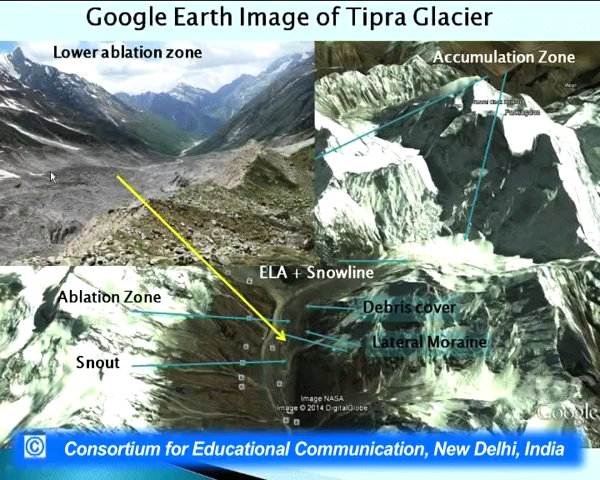 Google Earth Image of Tipra Glacier
Lower ablation zone
Accumulation Zone
ELA + Snowline
Ablation Zone
Debris cover
Lateral Moraine
Snout
Image NASA
Image © 2014 DigitalGlobe
Google
© Consortium for Educational Communication, New Delhi, India